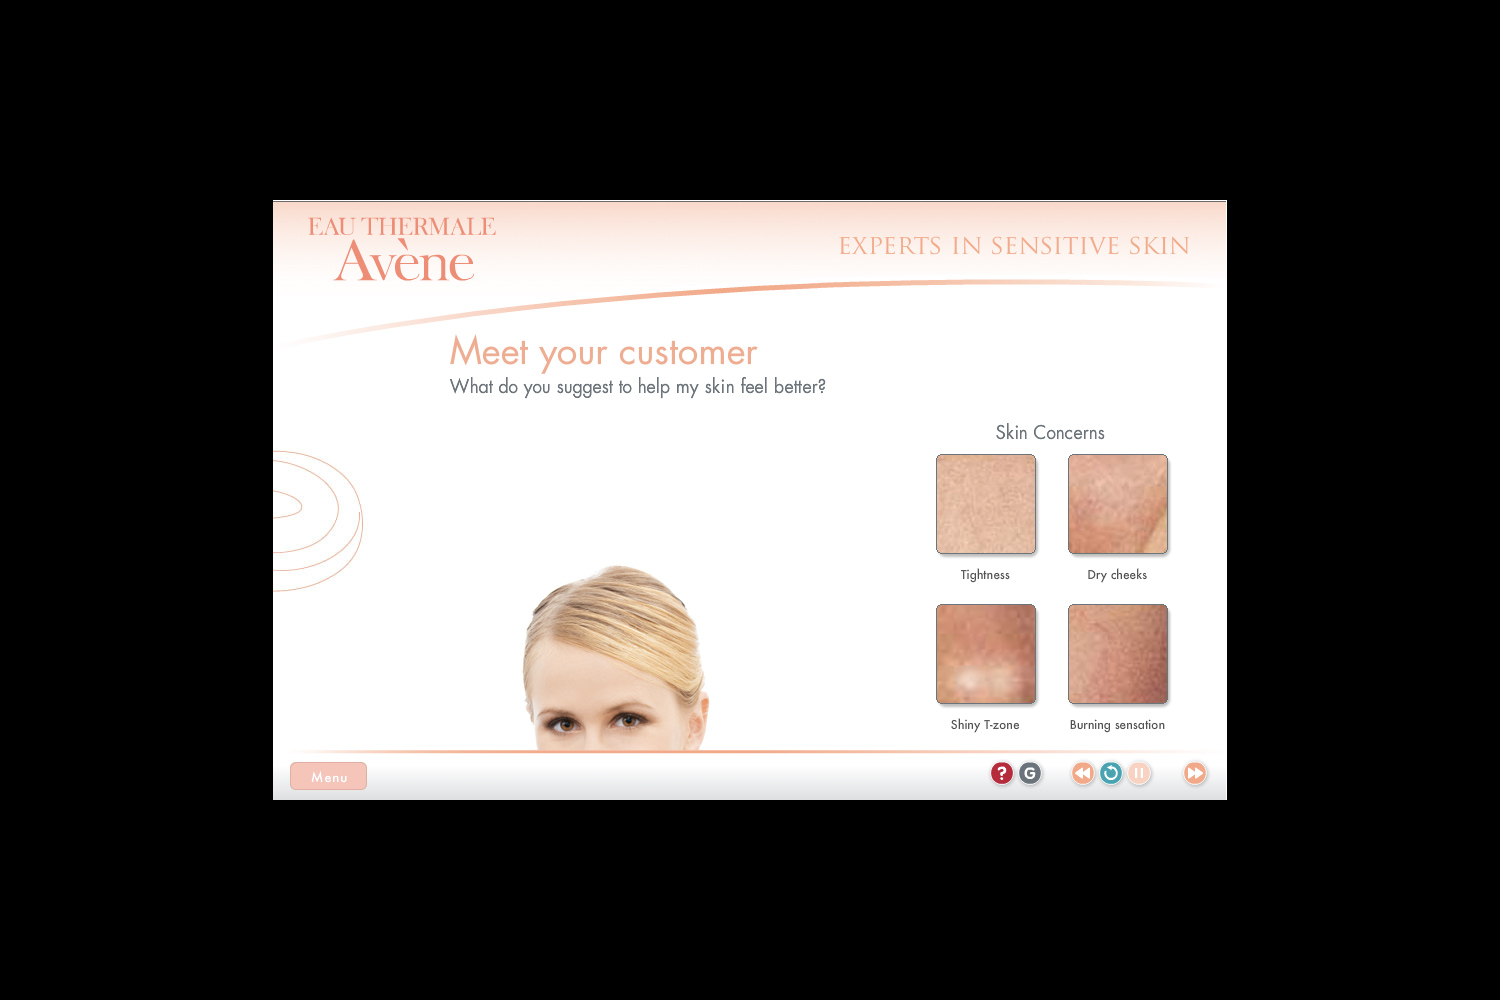 EAU THERMALE
Avène
EXPERTS IN SENSITIVE SKIN
Meet your customer
What do you suggest to help my skin feel better?
Skin Concerns
Tightness
Dry cheeks
Shiny T-zone
Burning sensation
Menu
?
G